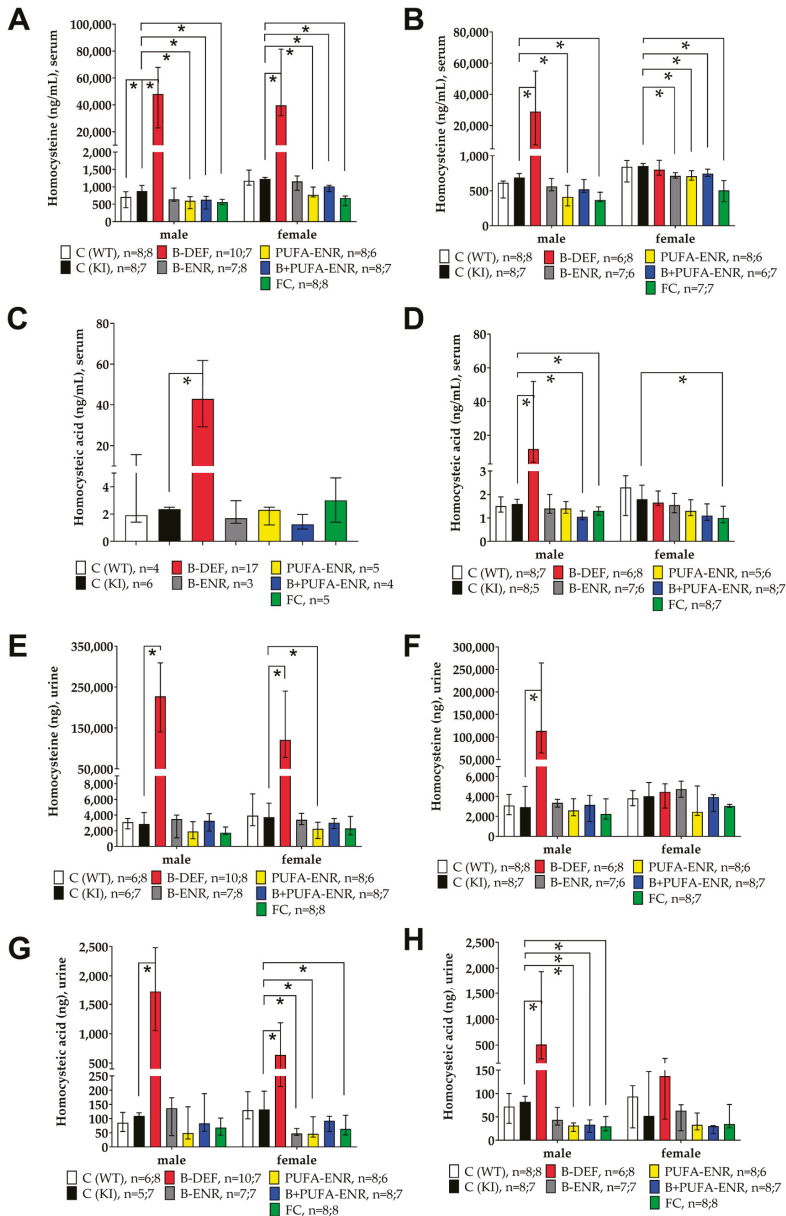 A
Homocysteine (ng/mL), serum
100,000
80,000
60,000
40,000
20,000
2,000
1,500
1,000
500
0
* * * * *
* * * *
male
female
C (WT), n=8;8 B-DEF, n=10;7 PUFA-ENR, n=8;6
C (KI), n=8;7 B-ENR, n=7;8 B+PUFA-ENR, n=8;7
FC, n=8;8
B
Homocysteine (ng/mL), serum
80,000
60,000
40,000
20,000
1,000
500
0
* * *
* * * *
male
female
C (WT), n=8;8 B-DEF, n=6;8 PUFA-ENR, n=8;6
C (KI), n=8;7 B-ENR, n=7;6 B+PUFA-ENR, n=6;7
FC, n=7;7
C
Homocysteic acid (ng/mL), serum
80
60
40
20
4
2
0
*
C (WT), n=4 B-DEF, n=17 PUFA-ENR, n=5
C (KI), n=6 B-ENR, n=3 B+PUFA-ENR, n=4
FC, n=5
D
Homocysteic acid (ng/mL), serum
80
60
40
20
3
2
1
0
* * *
*
male
female
C (WT), n=8;7 B-DEF, n=6;8 PUFA-ENR, n=5;6
C (KI), n=8;5 B-ENR, n=7;6 B+PUFA-ENR, n=8;7
FC, n=8;7
E
Homocysteine (ng), urine
350,000
250,000
150,000
50,000
8,000
6,000
4,000
2,000
0
*
* *
male
female
C (WT), n=6;8 B-DEF, n=10;8 PUFA-ENR, n=8;6
C (KI), n=6;7 B-ENR, n=7;8 B+PUFA-ENR, n=8;7
FC, n=8;8
F
Homocysteine (ng), urine
300,000
250,000
200,000
150,000
100,000
50,000
8,000
6,000
4,000
2,000
0
*
male
female
C (WT), n=8;8 B-DEF, n=6;8 PUFA-ENR, n=8;6
C (KI), n=8;7 B-ENR, n=7;6 B+PUFA-ENR, n=8;7
FC, n=8;7
G
Homocysteic acid (ng), urine
2,500
2,000
1,500
1,000
500
250
200
150
100
50
0
*
* * * *
male
female
C (WT), n=6;8 B-DEF, n=10;7 PUFA-ENR, n=8;6
C (KI), n=5;7 B-ENR, n=7;7 B+PUFA-ENR, n=8;7
FC, n=8;8
H
Homocysteic acid (ng), urine
2,500
2,000
1,500
1,000
500
150
100
50
0
* * * *
male
female
C (WT), n=8;8 B-DEF, n=6;8 PUFA-ENR, n=8;6
C (KI), n=8;7 B-ENR, n=7;7 B+PUFA-ENR, n=8;7
FC, n=8;8